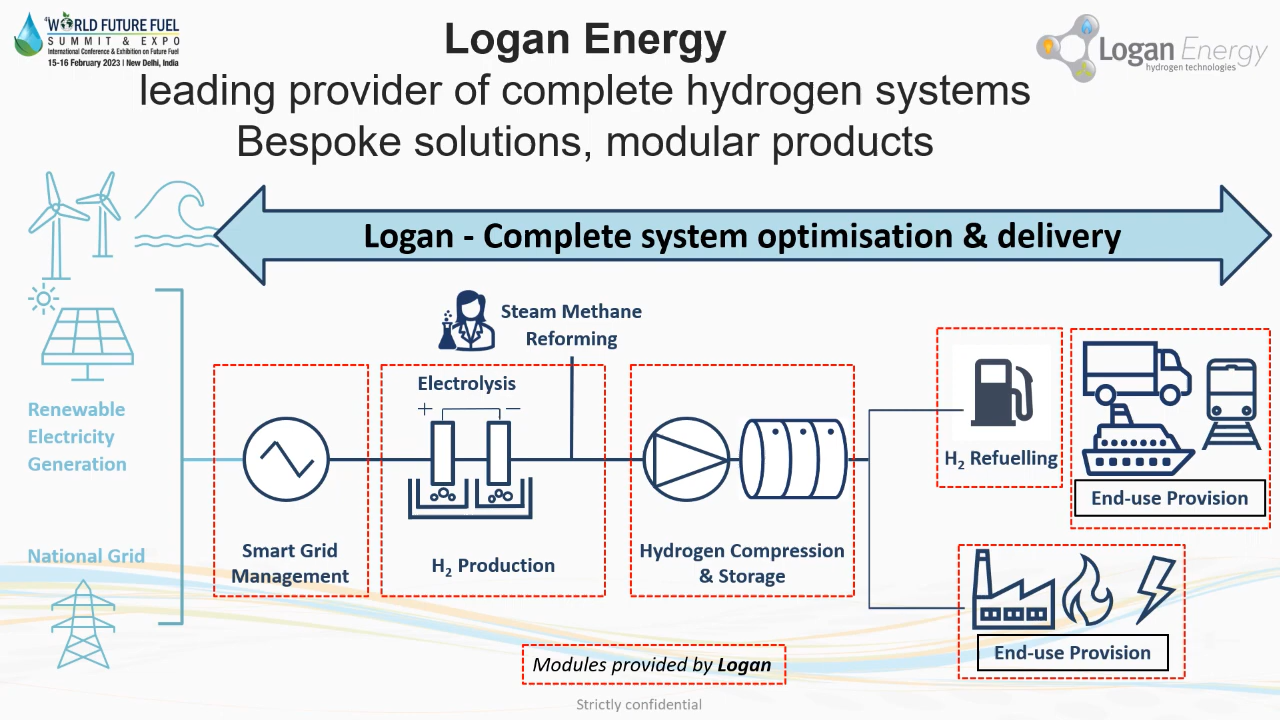 4th WORLD FUTURE FUEL
SUMMIT & EXPO
International Conference & Exhibition on Future Fuel
15-16 February 2023 | New Delhi, India
Logan Energy
leading provider of complete hydrogen systems
Bespoke solutions, modular products
Logan Energy
hydrogen technologies
Logan - Complete system optimisation & delivery
Renewable
Electricity
Generation
National Grid
Smart Grid
Management
Steam Methane
Reforming
Electrolysis
+ −
H₂ Production
Hydrogen Compression
& Storage
H₂ Refuelling
End-use Provision
End-use Provision
Modules provided by Logan
Strictly confidential